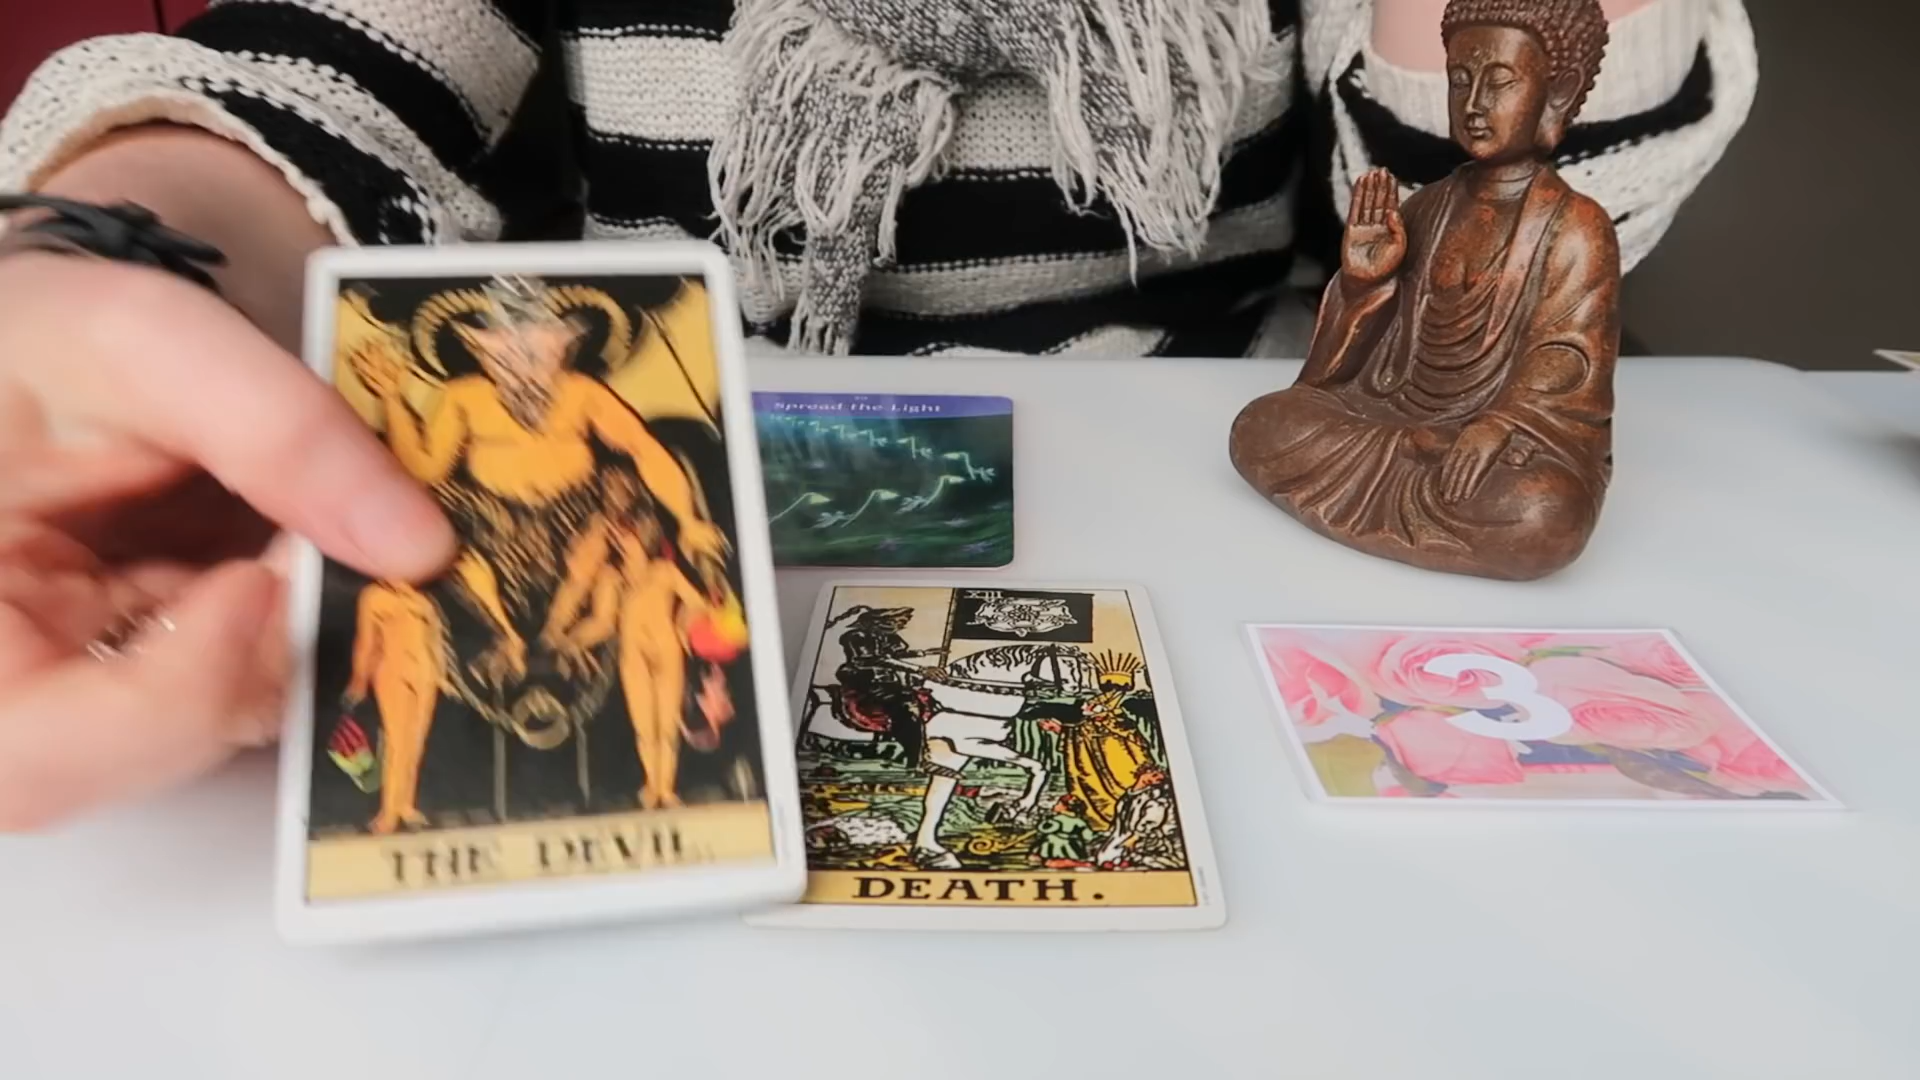 Spread the Light
XIII
3
THE DEVIL.
DEATH.